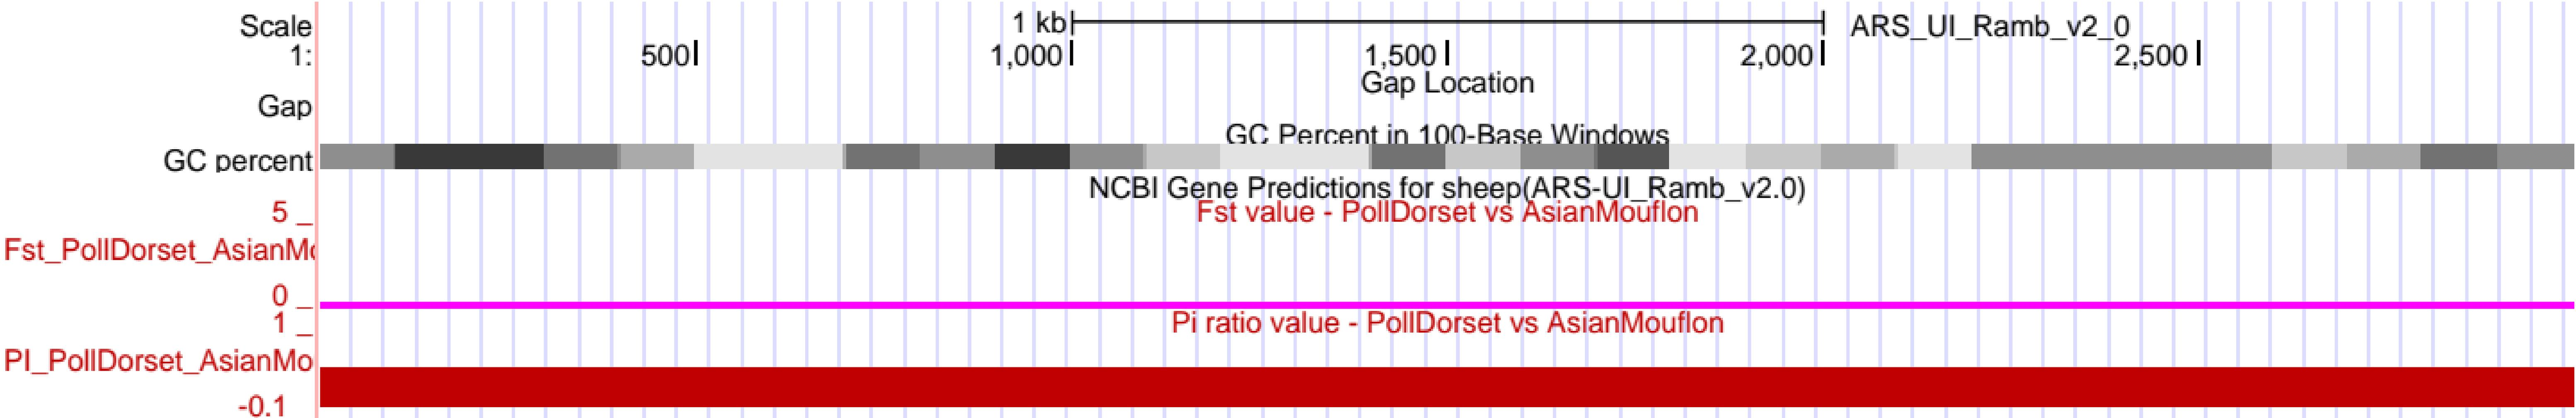 Scale 1 kb ARS_UI_Ramb_v2_0
1: 500 1,000 1,500 2,000 2,500
Gap Location
Gap
GC Percent in 100-Base Windows
GC percent
NCBI Gene Predictions for sheep(ARS-UI_Ramb_v2.0)
5 _ Fst value - PollDorset vs AsianMouflon
Fst_PollDorset_AsianMo
0 _
1 _ Pi ratio value - PollDorset vs AsianMouflon
PI_PollDorset_AsianMo
-0.1